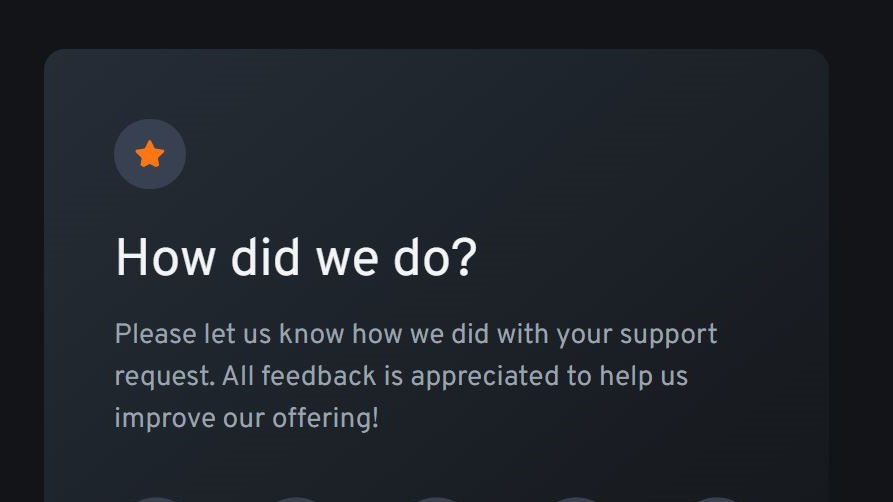 How did we do?
Please let us know how we did with your support
request. All feedback is appreciated to help us
improve our offering!